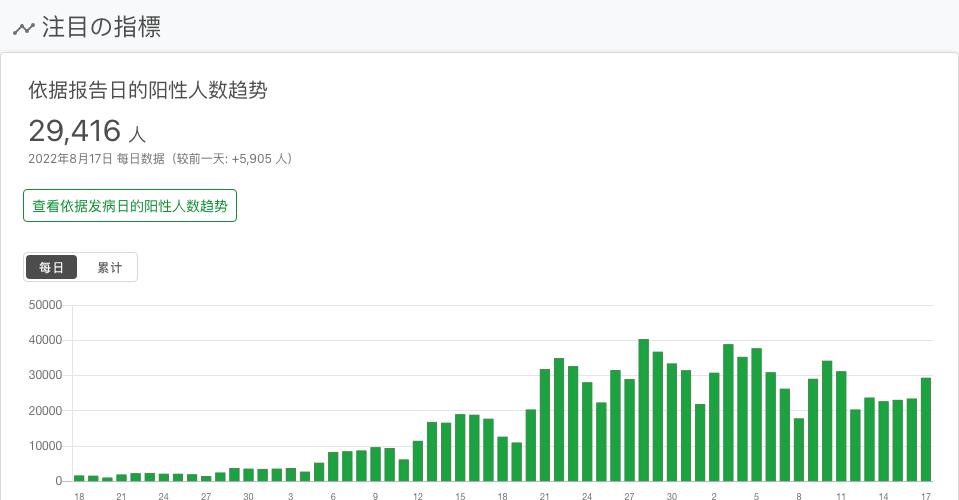 注目の指標
依据报告日的阳性人数趋势
29,416 人
2022年8月17日 每日数据（较前一天: +5,905 人）
查看依据发病日的阳性人数趋势
每日 累计
50000
40000
30000
20000
10000
0
18 21 24 27 30 3 6 9 12 15 18 21 24 27 30 2 5 8 11 14 17